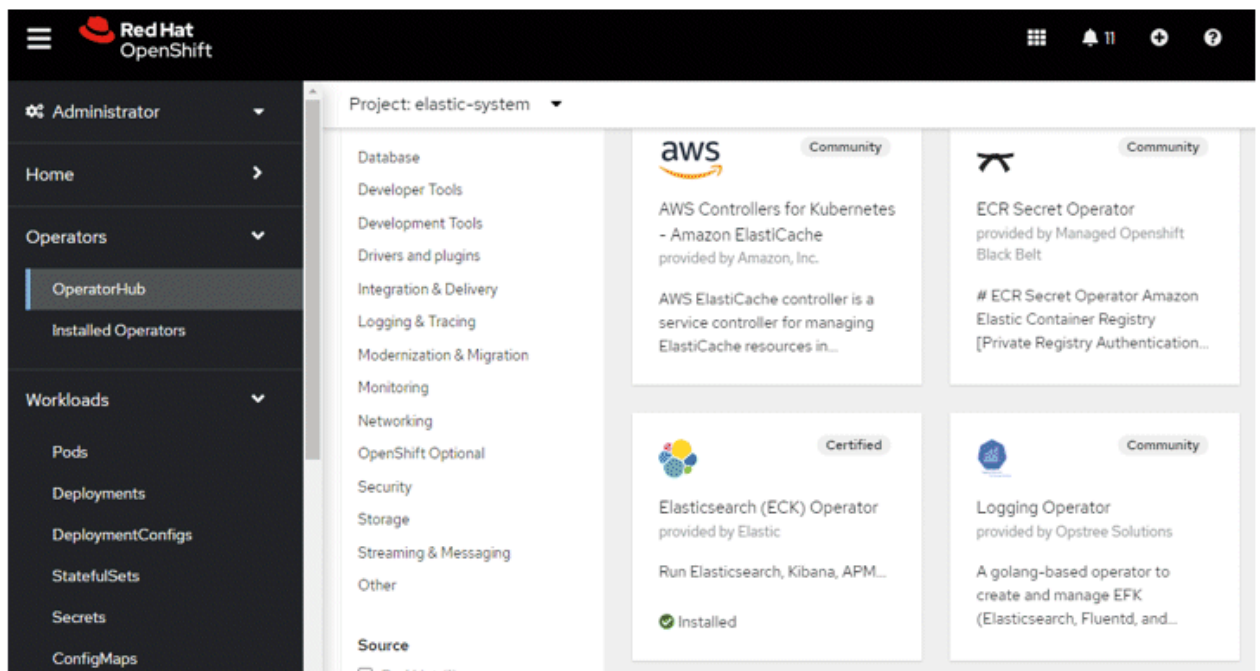 Red Hat
OpenShift
11
Administrator
Home
Operators
OperatorHub
Installed Operators
Workloads
Pods
Deployments
DeploymentConfigs
StatefulSets
Secrets
ConfigMaps
Project: elastic-system
Database
Developer Tools
Development Tools
Drivers and plugins
Integration & Delivery
Logging & Tracing
Modernization & Migration
Monitoring
Networking
OpenShift Optional
Security
Storage
Streaming & Messaging
Other
Source
aws
Community
AWS Controllers for Kubernetes
- Amazon ElastiCache
provided by Amazon, Inc.
AWS ElastiCache controller is a
service controller for managing
ElastiCache resources in...
Community
ECR Secret Operator
provided by Managed Openshift
Black Belt
# ECR Secret Operator Amazon
Elastic Container Registry
[Private Registry Authentication...
Certified
Elasticsearch (ECK) Operator
provided by Elastic
Run Elasticsearch, Kibana, APM...
Installed
Community
Logging Operator
provided by Opstree Solutions
A golang-based operator to
create and manage EFK
(Elasticsearch, Fluentd, and...